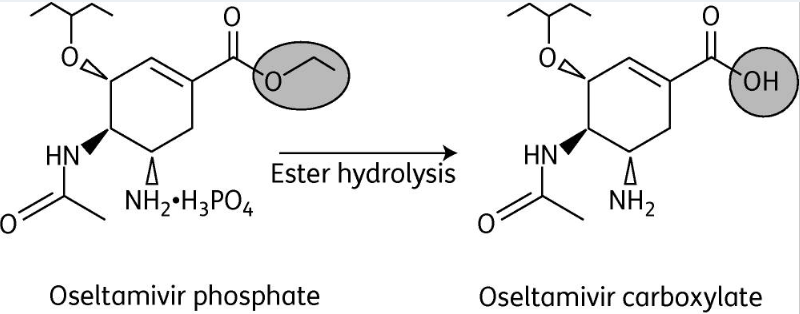 O
O
O
HN
O
NH₂•H₃PO₄
Ester hydrolysis
O
O
OH
HN
O
NH₂
Oseltamivir phosphate
Oseltamivir carboxylate